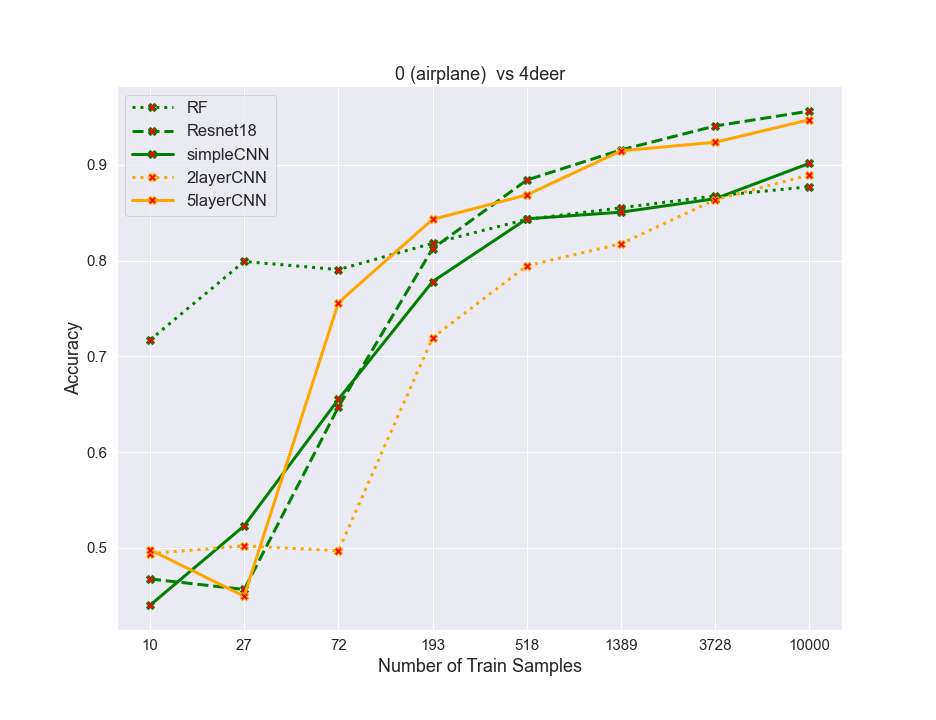 0 (airplane)  vs 4deer
RF
Resnet18
simpleCNN
2layerCNN
5layerCNN
Accuracy
0.9
0.8
0.7
0.6
0.5
10 27 72 193 518 1389 3728 10000
Number of Train Samples